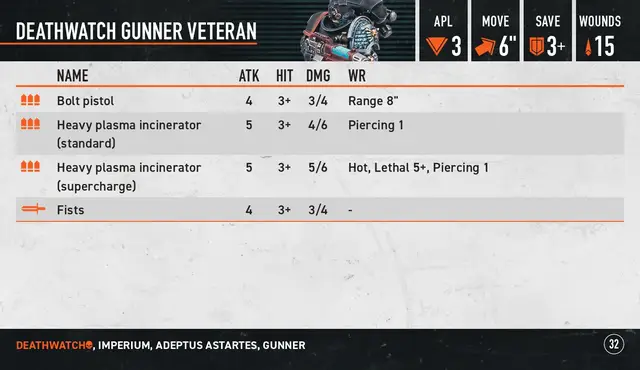 DEATHWATCH GUNNER VETERAN
APL MOVE SAVE WOUNDS
3 6" 3+ 15
NAME ATK HIT DMG WR
Bolt pistol 4 3+ 3/4 Range 8"
Heavy plasma incinerator 5 3+ 4/6 Piercing 1
(standard)
Heavy plasma incinerator 5 3+ 5/6 Hot, Lethal 5+, Piercing 1
(supercharge)
Fists 4 3+ 3/4 -
DEATHWATCH, IMPERIUM, ADEPTUS ASTARTES, GUNNER 32